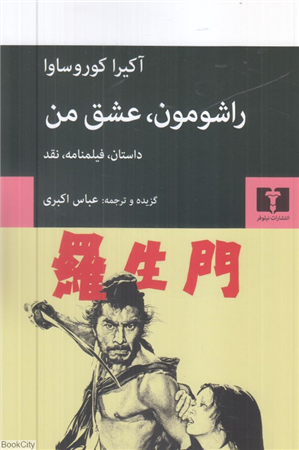 آکیرا کوروساوا
راشومون، عشق من
داستان، فیلمنامه، نقد
گزیده و ترجمه: عباس اکبری
انتشارات نیلوفر
羅生門
BookCity